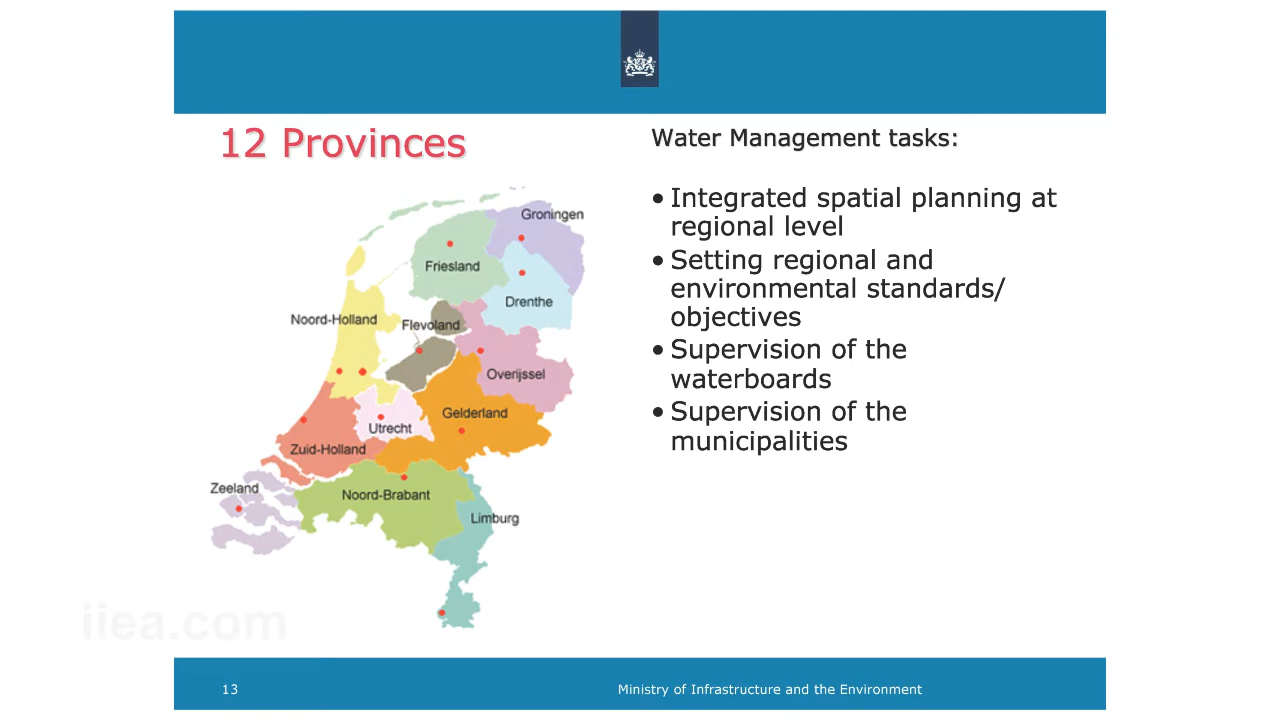 12 Provinces
Groningen
Friesland
Drenthe
Noord-Holland
Flevoland
Overijssel
Gelderland
Utrecht
Zuid-Holland
Zeeland
Noord-Brabant
Limburg
Water Management tasks:
• Integrated spatial planning at
regional level
• Setting regional and
environmental standards/
objectives
• Supervision of the
waterboards
• Supervision of the
municipalities
iiea.com
13
Ministry of Infrastructure and the Environment